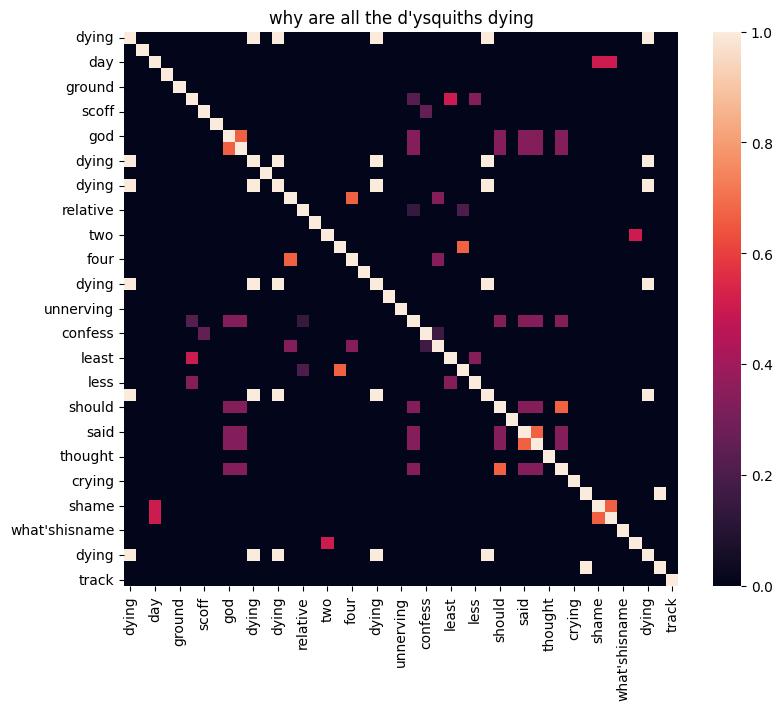 why are all the d'ysquiths dying
dying
day
ground
scoff
god
dying
dying
relative
two
four
dying
unnerving
confess
least
less
should
said
thought
crying
shame
what'shisname
dying
track
dying
day
ground
scoff
god
dying
dying
relative
two
four
dying
unnerving
confess
least
less
should
said
thought
crying
shame
what'shisname
dying
track
1.0
0.8
0.6
0.4
0.2
0.0